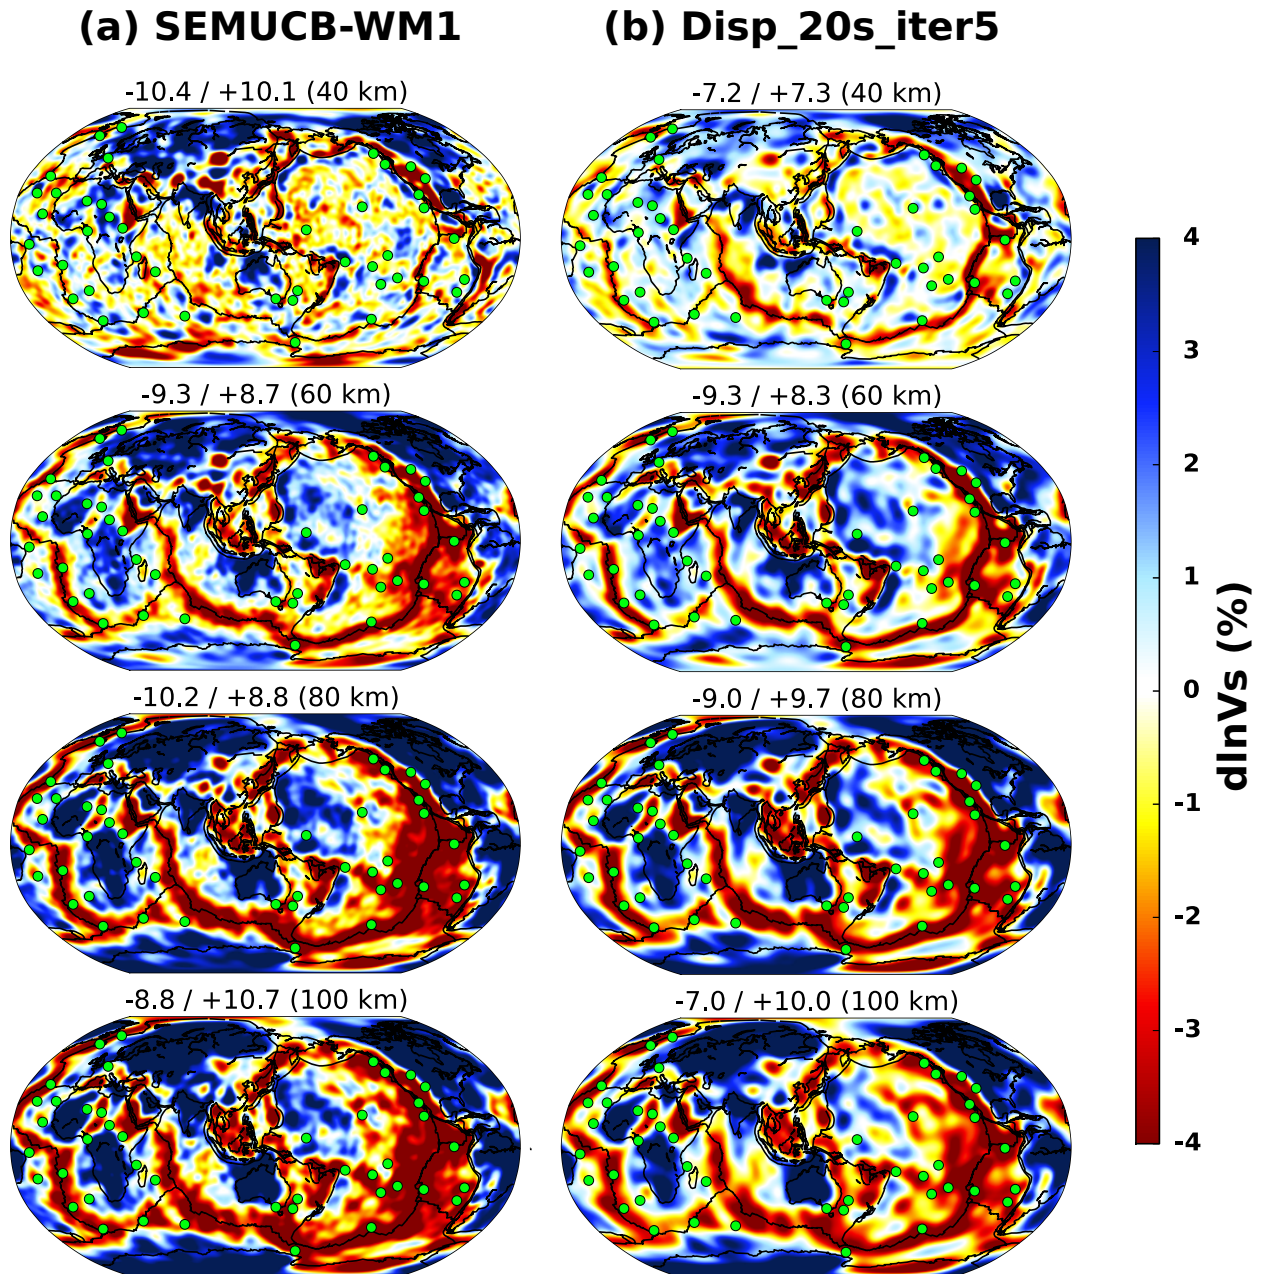 (a) SEMUCB-WM1
(b) Disp_20s_iter5
-10.4 / +10.1 (40 km)
-7.2 / +7.3 (40 km)
-9.3 / +8.7 (60 km)
-9.3 / +8.3 (60 km)
-10.2 / +8.8 (80 km)
-9.0 / +9.7 (80 km)
-8.8 / +10.7 (100 km)
-7.0 / +10.0 (100 km)
4
3
2
1
0
-1
-2
-3
-4
dlnVs (%)